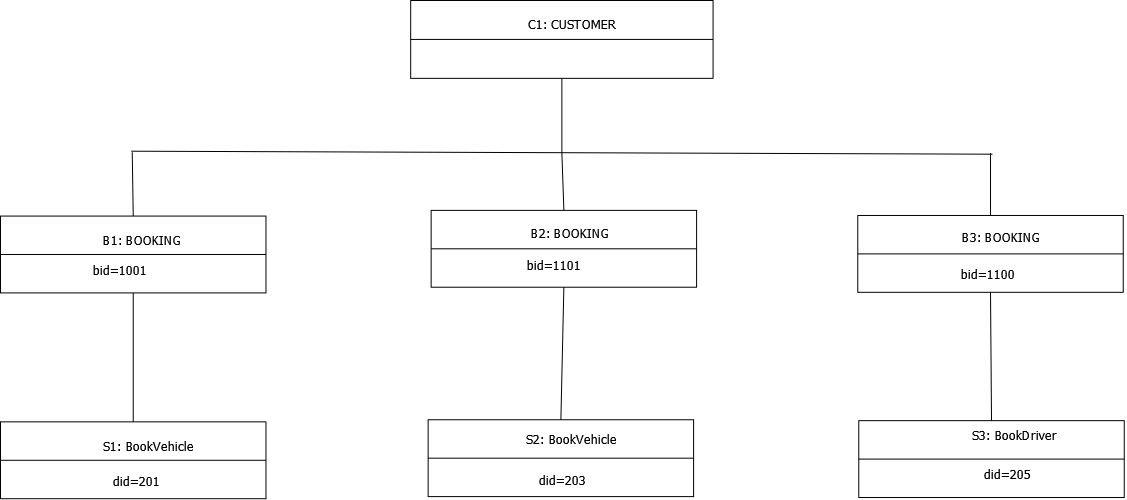 C1: CUSTOMER
B1: BOOKING
bid=1001
B2: BOOKING
bid=1101
B3: BOOKING
bid=1100
S1: BookVehicle
did=201
S2: BookVehicle
did=203
S3: BookDriver
did=205